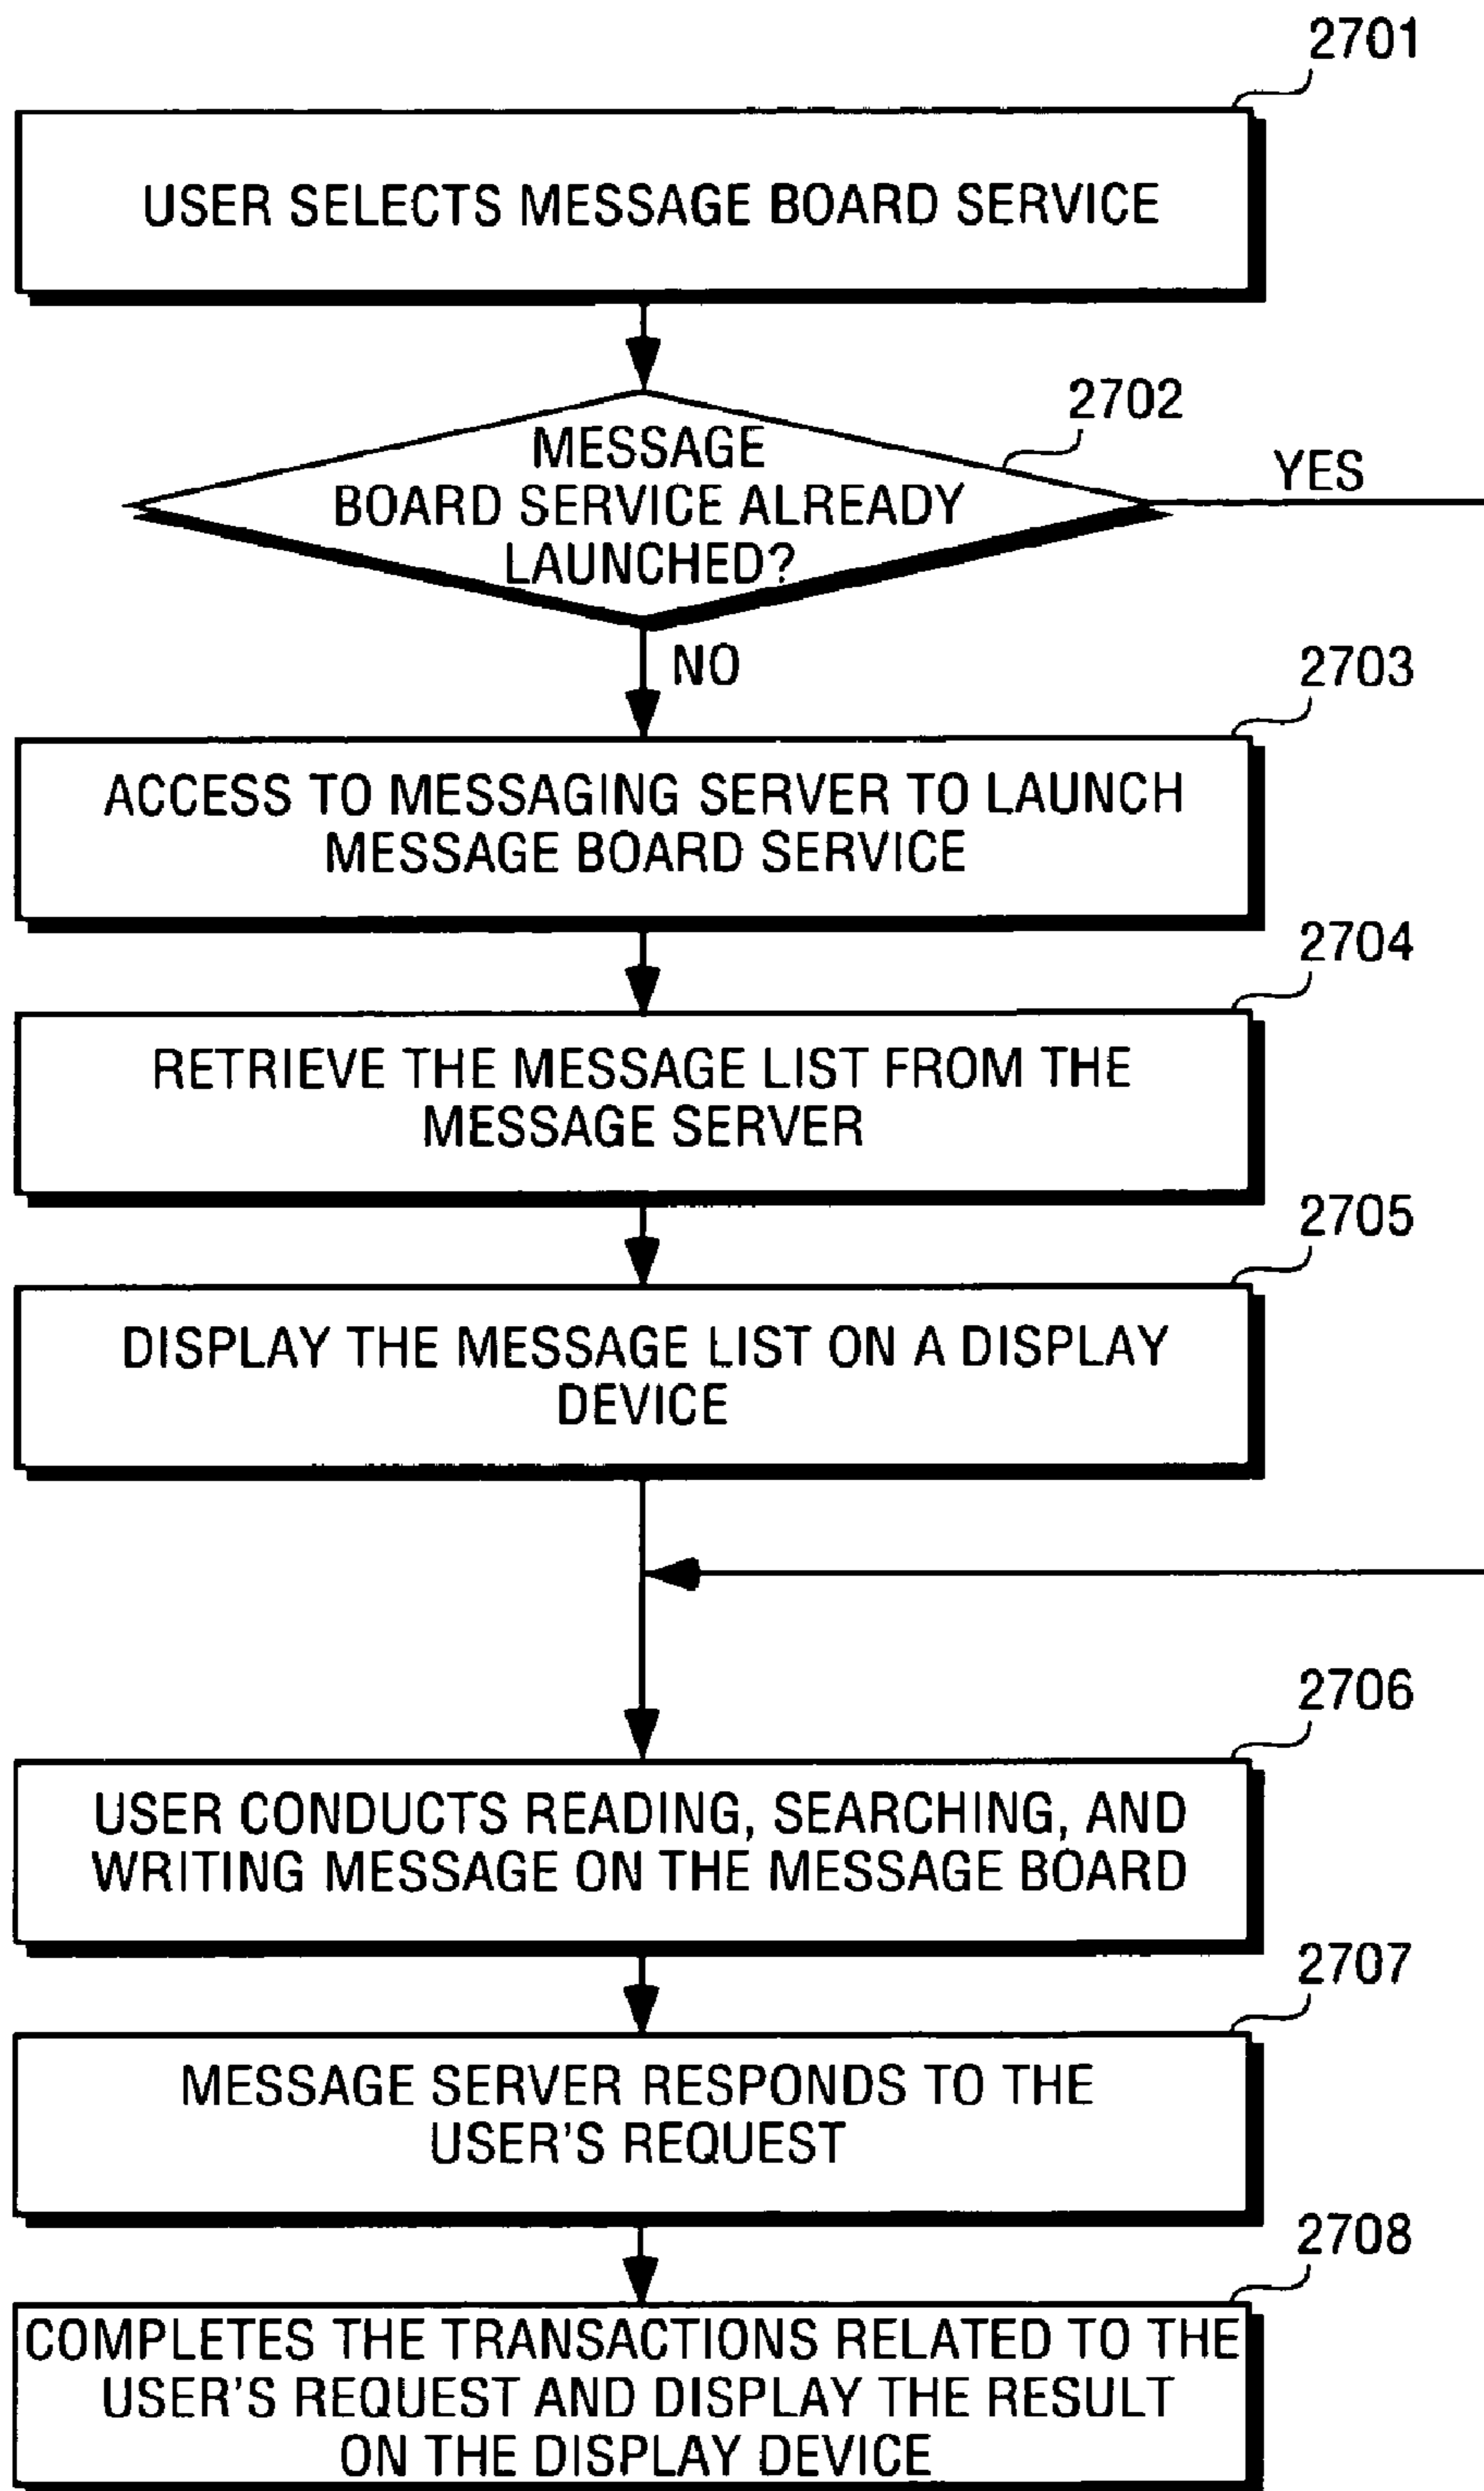 2701
USER SELECTS MESSAGE BOARD SERVICE
2702
MESSAGE
BOARD SERVICE ALREADY
LAUNCHED?
YES
NO
2703
ACCESS TO MESSAGING SERVER TO LAUNCH
MESSAGE BOARD SERVICE
2704
RETRIEVE THE MESSAGE LIST FROM THE
MESSAGE SERVER
2705
DISPLAY THE MESSAGE LIST ON A DISPLAY
DEVICE
2706
USER CONDUCTS READING, SEARCHING, AND
WRITING MESSAGE ON THE MESSAGE BOARD
2707
MESSAGE SERVER RESPONDS TO THE
USER'S REQUEST
2708
COMPLETES THE TRANSACTIONS RELATED TO THE
USER'S REQUEST AND DISPLAY THE RESULT
ON THE DISPLAY DEVICE